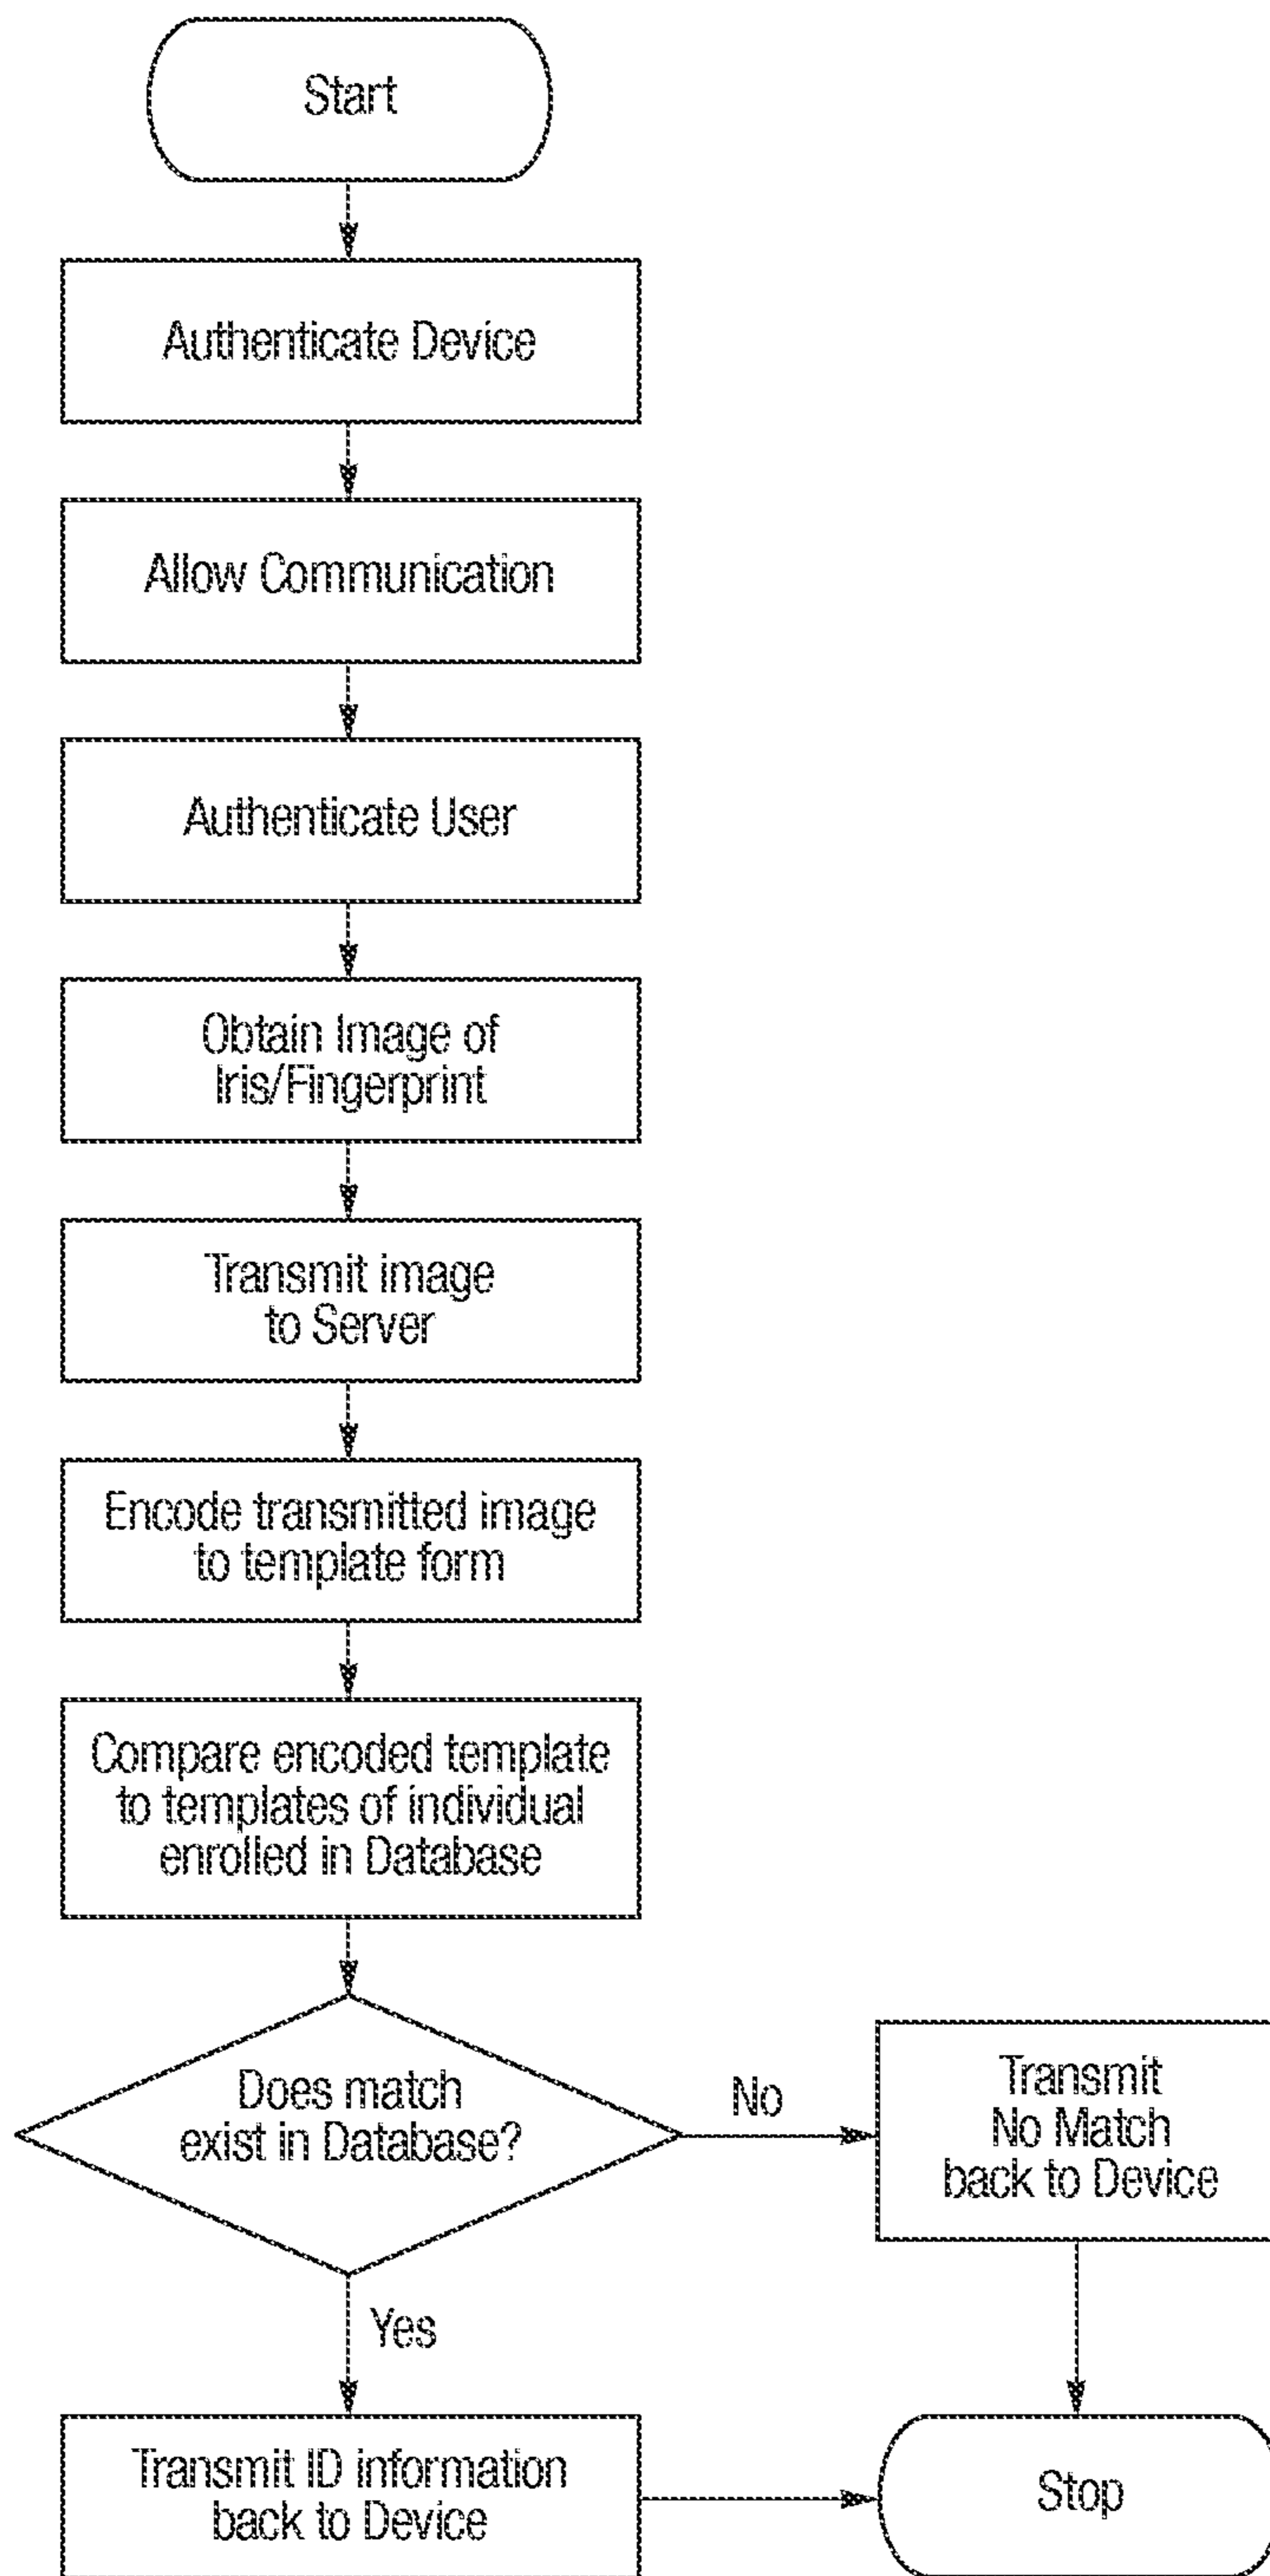 Start
Authenticate Device
Allow Communication
Authenticate User
Obtain Image of
Iris/Fingerprint
Transmit image
to Server
Encode transmitted image
to template form
Compare encoded template
to templates of individual
enrolled in Database
Does match
exist in Database?
No
Transmit
No Match
back to Device
Yes
Transmit ID information
back to Device
Stop